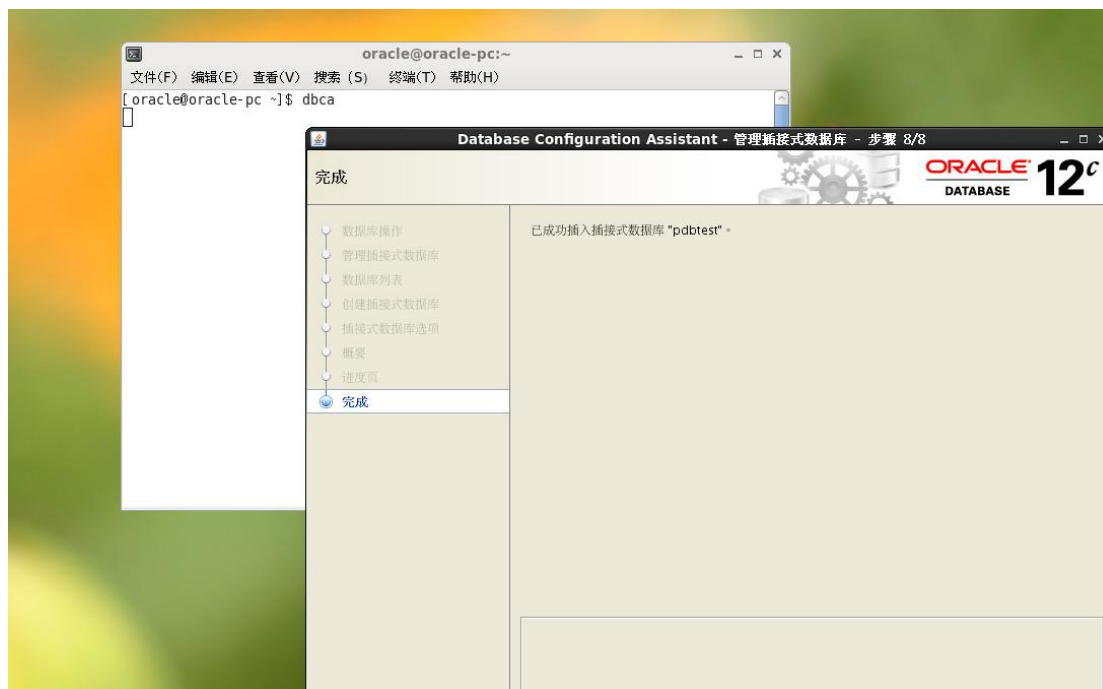 oracle@oracle-pc:~
文件(F) 编辑(E) 查看(V) 搜索 (S) 终端(T) 帮助(H)
[oracle@oracle-pc ~]$ dbca
Database Configuration Assistant - 管理插接式数据库 - 步骤 8/8
完成
ORACLE
DATABASE
12c
数据库操作
管理插接式数据库
数据库列表
创建插接式数据库
插接式数据库选项
概要
进度页
完成
已成功插入插接式数据库 "pdbtest"。